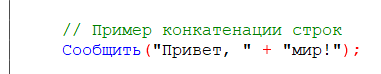 // Пример конкатенации строк
Сообщить("Привет, " + "мир!");